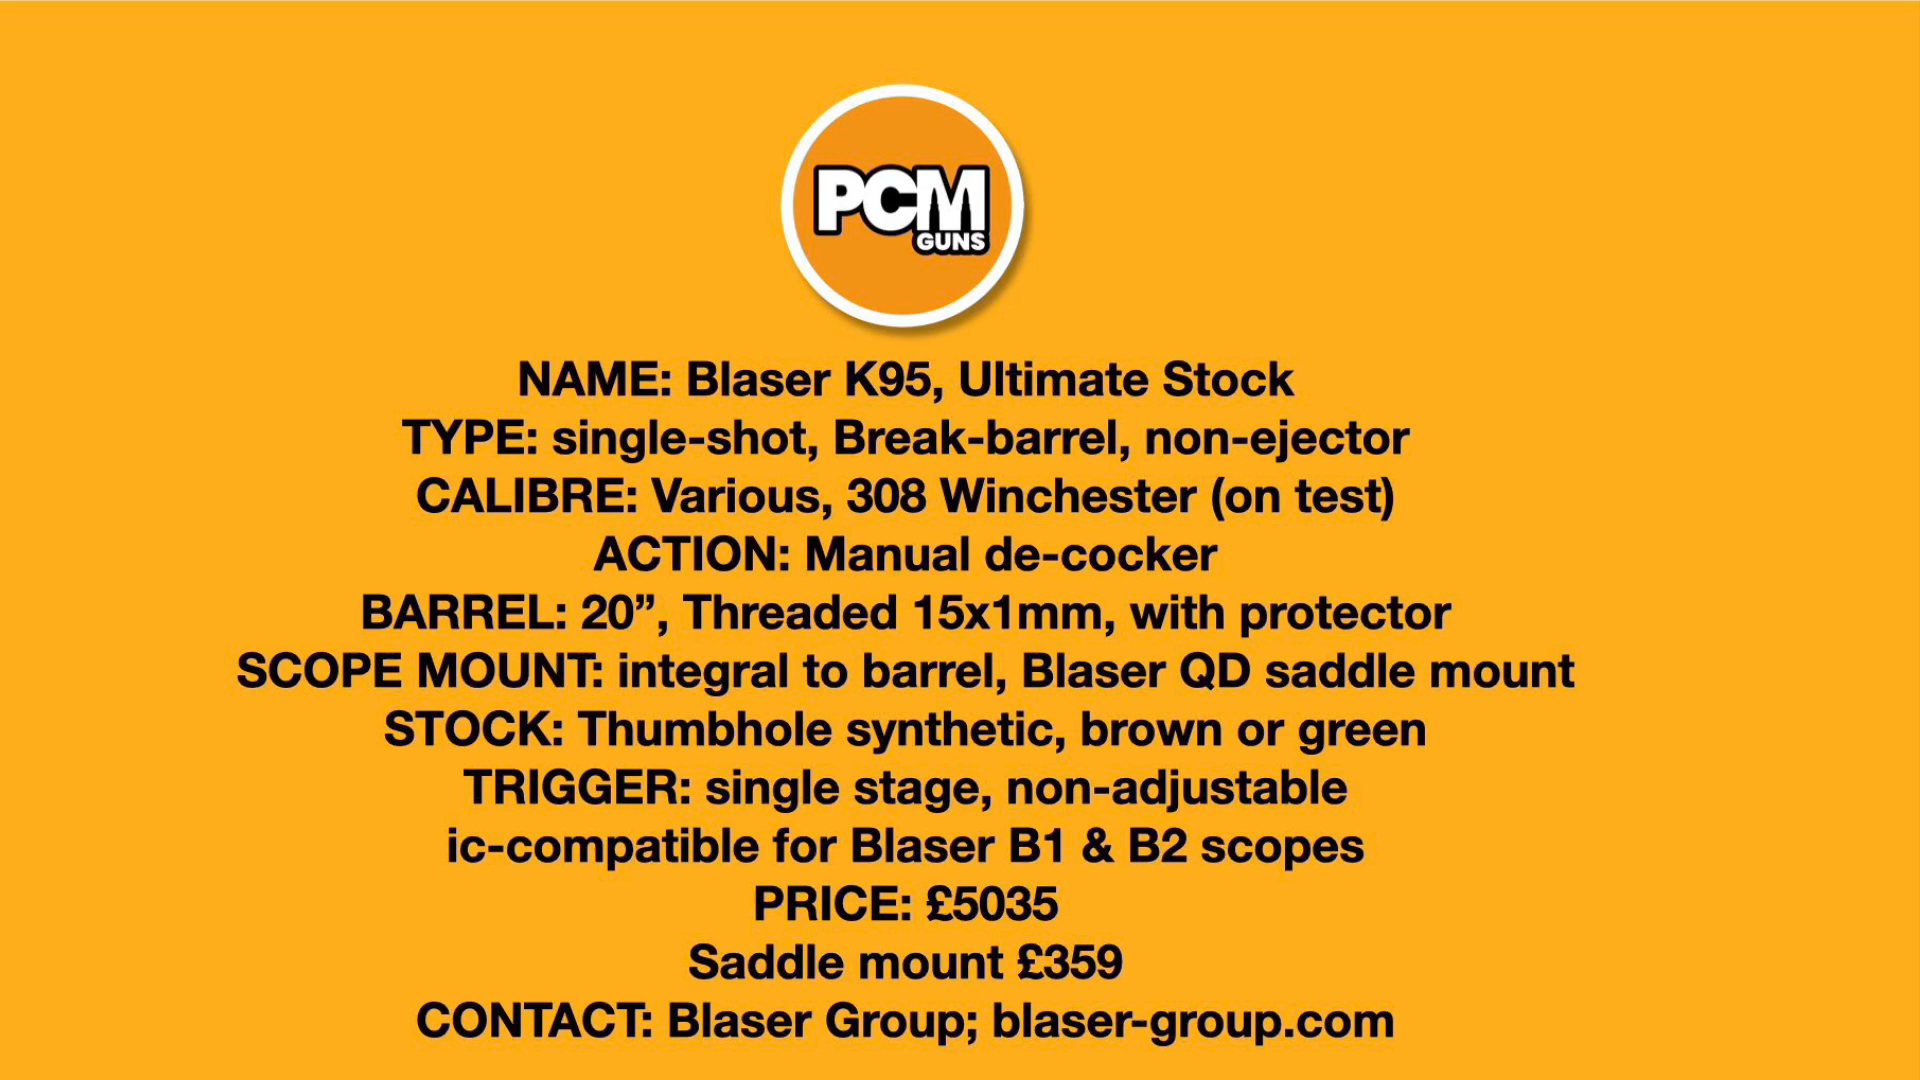 PCM
GUNS
NAME: Blaser K95, Ultimate Stock
TYPE: single-shot, Break-barrel, non-ejector
CALIBRE: Various, 308 Winchester (on test)
ACTION: Manual de-cocker
BARREL: 20”, Threaded 15x1mm, with protector
SCOPE MOUNT: integral to barrel, Blaser QD saddle mount
STOCK: Thumbhole synthetic, brown or green
TRIGGER: single stage, non-adjustable
ic-compatible for Blaser B1 & B2 scopes
PRICE: £5035
Saddle mount £359
CONTACT: Blaser Group; blaser-group.com